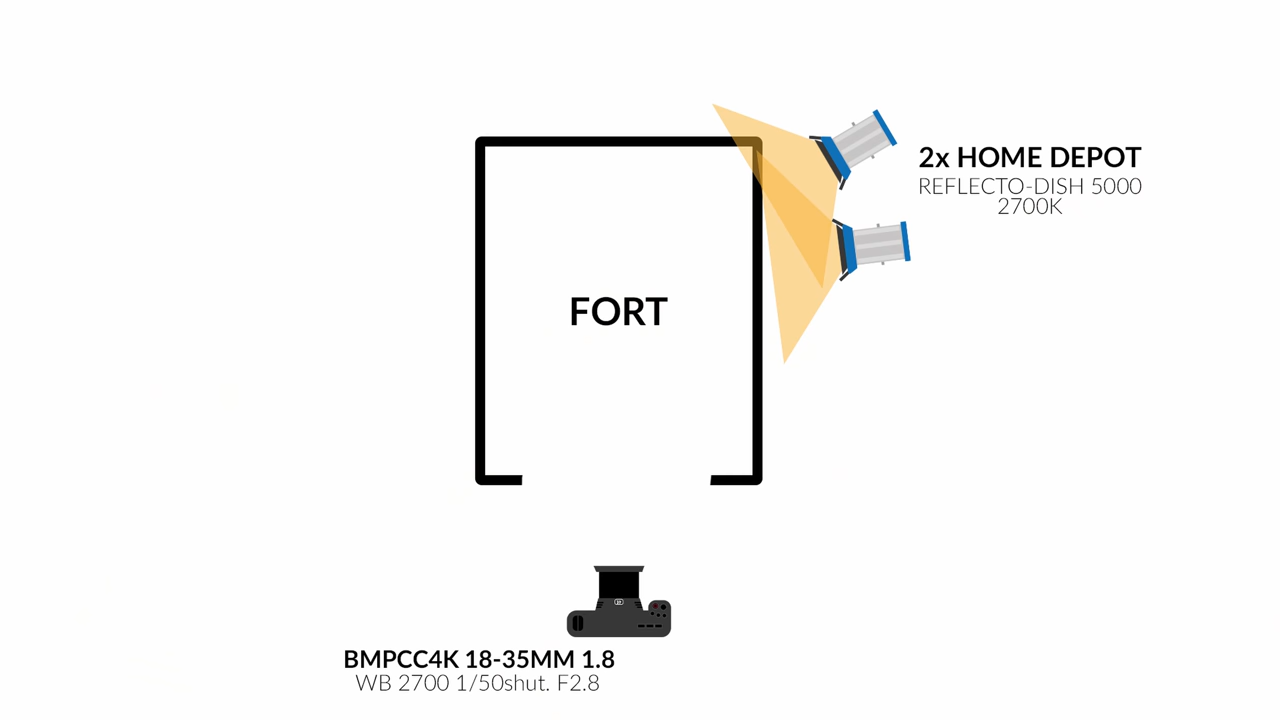 2x HOME DEPOT
REFLECTO-DISH 5000
2700K
FORT
BMPCC4K 18-35MM 1.8
WB 2700 1/50shut. F2.8